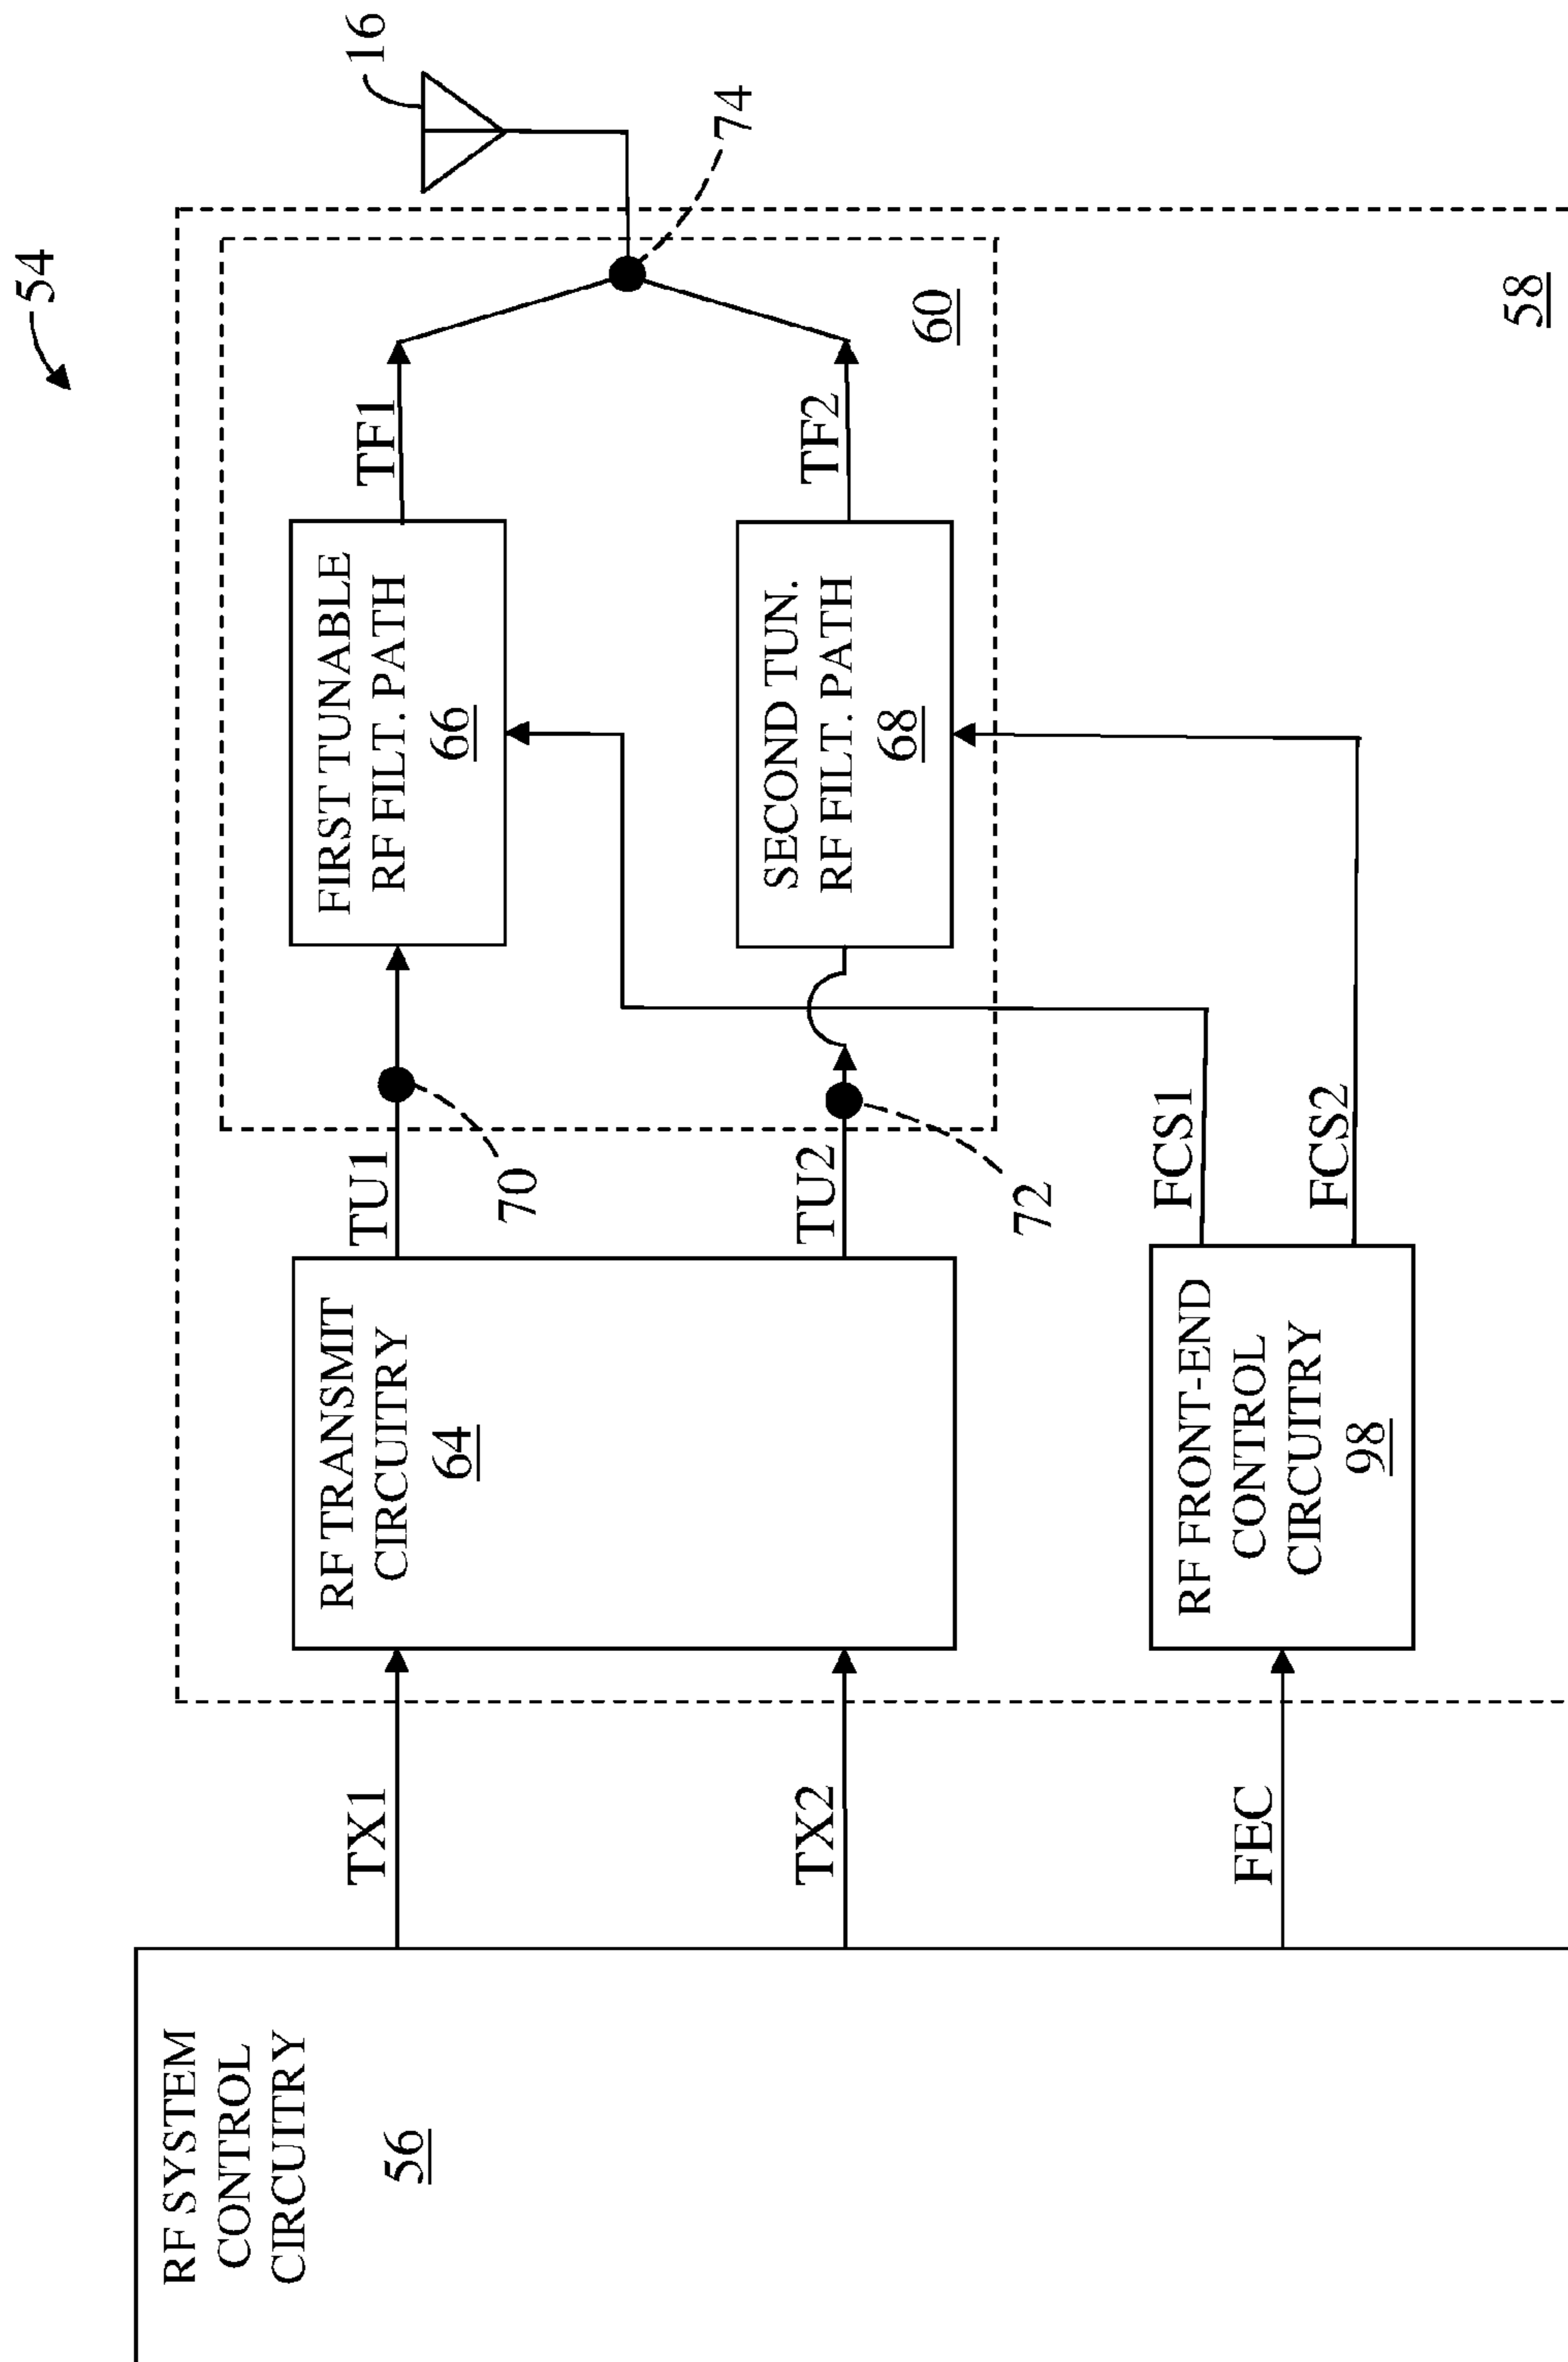 54
RF SYSTEM
CONTROL
CIRCUITRY
56
TX1
TX2
FEC
RF TRANSMIT
CIRCUITRY
64
TU1
70
TU2
72
RF FRONT-END
CONTROL
CIRCUITRY
98
FCS1
FCS2
FIRST TUNABLE
RF FILT. PATH
66
SECOND TUN.
RF FILT. PATH
68
TF1
TF2
60
74
16
58